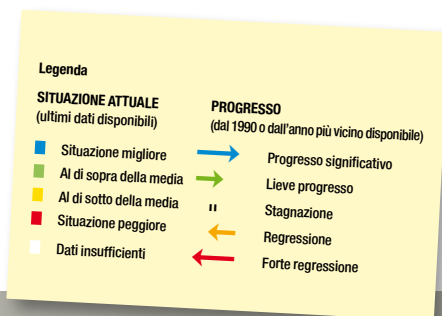 Legenda
SITUAZIONE ATTUALE
(ultimi dati disponibili)
Situazione migliore
Al di sopra della media
Al di sotto della media
Situazione peggiore
Dati insufficienti
PROGRESSO
(dal 1990 o dall'anno più vicino disponibile)
Progresso significativo
Lieve progresso
Stagnazione
Regressione
Forte regressione